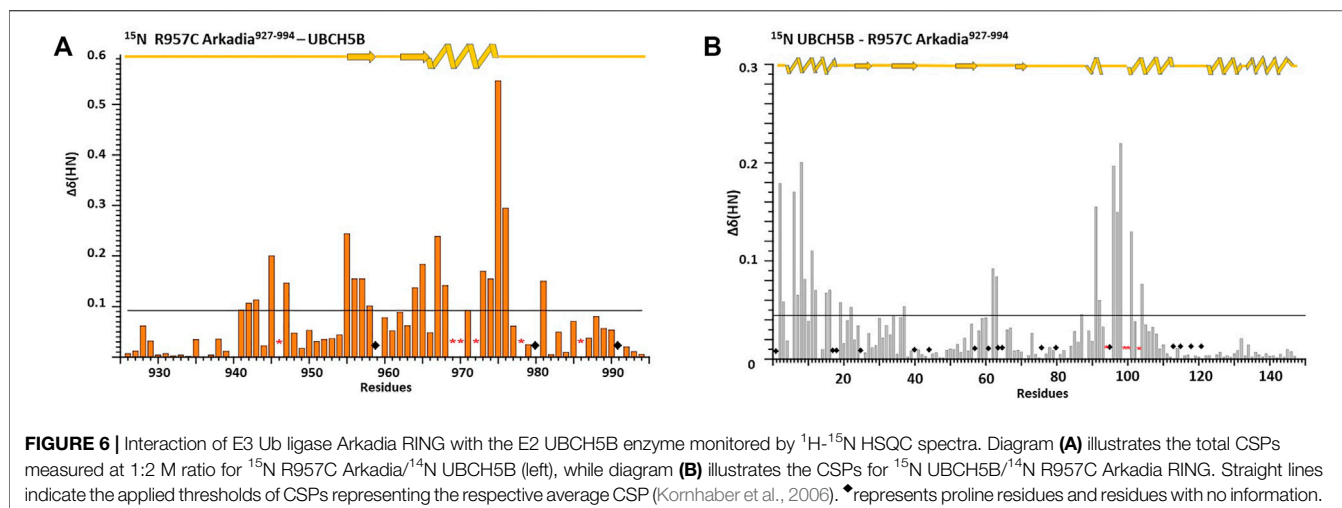 A
¹⁵N R957C Arkadia⁹²⁷⁻⁹⁹⁴ – UBCH5B
0.6
0.5
0.4
0.3
0.2
0.1
Δδ(HN)
* ** * * *
930 940 950 960 970 980 990
Residues
B
¹⁵N UBCH5B - R957C Arkadia⁹²⁷⁻⁹⁹⁴
0.3
0.2
0.1
0
Δδ(HN)
20 40 60 80 100 120 140
Residues
FIGURE 6 | Interaction of E3 Ub ligase Arkadia RING with the E2 UBCH5B enzyme monitored by ¹H-¹⁵N HSQC spectra. Diagram (A) illustrates the total CSPs
measured at 1:2 M ratio for ¹⁵N R957C Arkadia/¹⁴N UBCH5B (left), while diagram (B) illustrates the CSPs for ¹⁵N UBCH5B/¹⁴N R957C Arkadia RING. Straight lines
indicate the applied thresholds of CSPs representing the respective average CSP (Kornhaber et al., 2006). ♦represents proline residues and residues with no information.